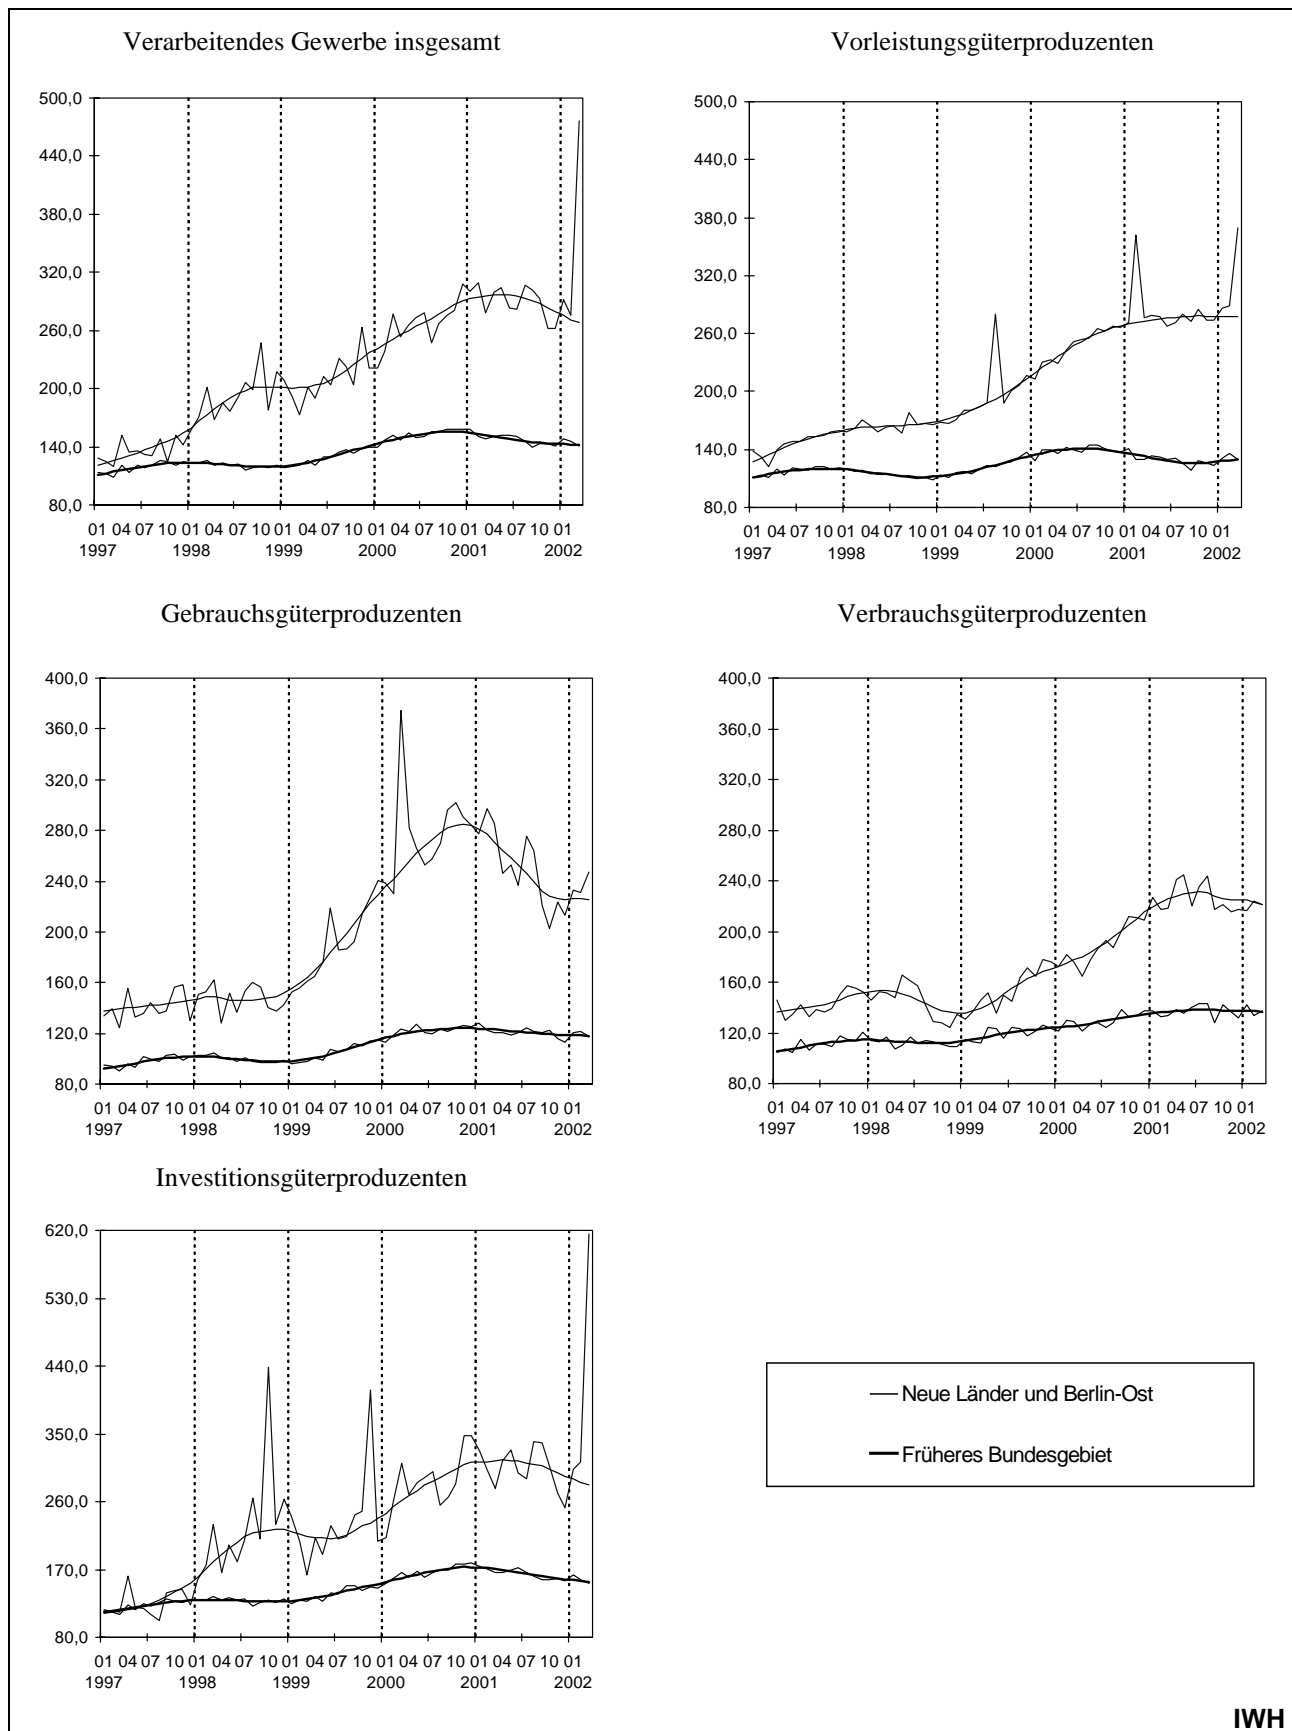 Verarbeitendes Gewerbe insgesamt
500,0
440,0
380,0
320,0
260,0
200,0
140,0
80,0
01 04 07 10 01 04 07 10 01 04 07 10 01 04 07 10 01 04 07 10 01
1997 1998 1999 2000 2001 2002
Vorleistungsgüterproduzenten
500,0
440,0
380,0
320,0
260,0
200,0
140,0
80,0
01 04 07 10 01 04 07 10 01 04 07 10 01 04 07 10 01 04 07 10 01
1997 1998 1999 2000 2001 2002
Gebrauchsgüterproduzenten
400,0
360,0
320,0
280,0
240,0
200,0
160,0
120,0
80,0
01 04 07 10 01 04 07 10 01 04 07 10 01 04 07 10 01 04 07 10 01
1997 1998 1999 2000 2001 2002
Verbrauchsgüterproduzenten
400,0
360,0
320,0
280,0
240,0
200,0
160,0
120,0
80,0
01 04 07 10 01 04 07 10 01 04 07 10 01 04 07 10 01 04 07 10 01
1997 1998 1999 2000 2001 2002
Investitionsgüterproduzenten
620,0
530,0
440,0
350,0
260,0
170,0
80,0
01 04 07 10 01 04 07 10 01 04 07 10 01 04 07 10 01 04 07 10 01
1997 1998 1999 2000 2001 2002
Neue Länder und Berlin-Ost
Früheres Bundesgebiet
IWH